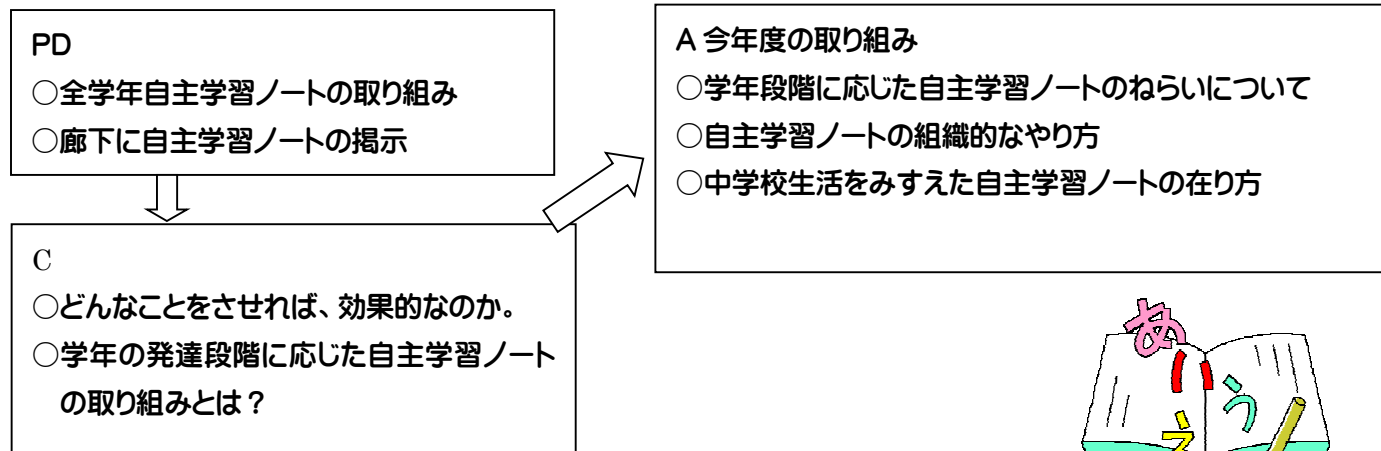 PD
○全学年自主学習ノートの取り組み
○廊下に自主学習ノートの掲示
C
○どんなことをさせれば、効果的なのか。
○学年の発達段階に応じた自主学習ノート
の取り組みとは？
A 今年度の取り組み
○学年段階に応じた自主学習ノートのねらいについて
○自主学習ノートの組織的なやり方
○中学校生活をみすえた自主学習ノートの在り方
あ
い
う
え